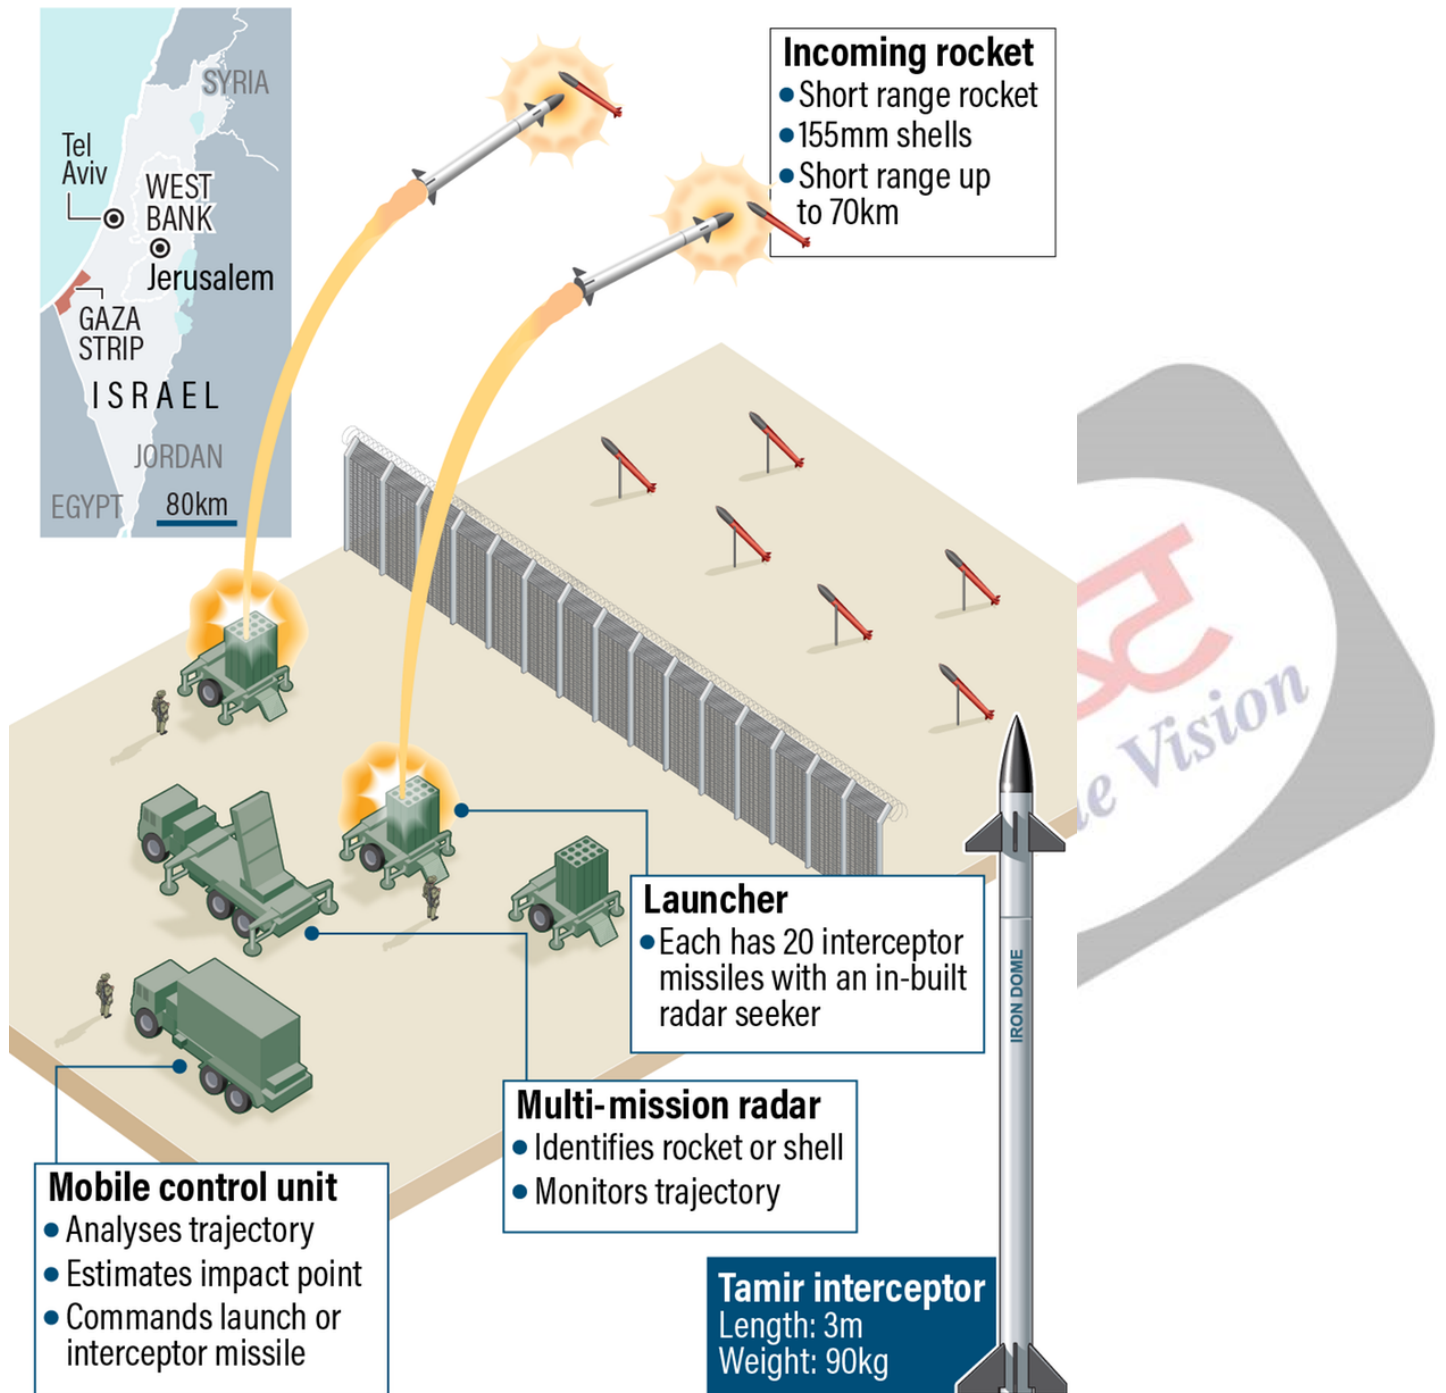 SYRIA
Tel
Aviv
WEST
BANK
Jerusalem
GAZA
STRIP
ISRAEL
JORDAN
EGYPT
80km
Incoming rocket
• Short range rocket
• 155mm shells
• Short range up
to 70km
Launcher
• Each has 20 interceptor
missiles with an in-built
radar seeker
Multi-mission radar
• Identifies rocket or shell
• Monitors trajectory
Mobile control unit
• Analyses trajectory
• Estimates impact point
• Commands launch or
interceptor missile
IRON DOME
Tamir interceptor
Length: 3m
Weight: 90kg
Vision